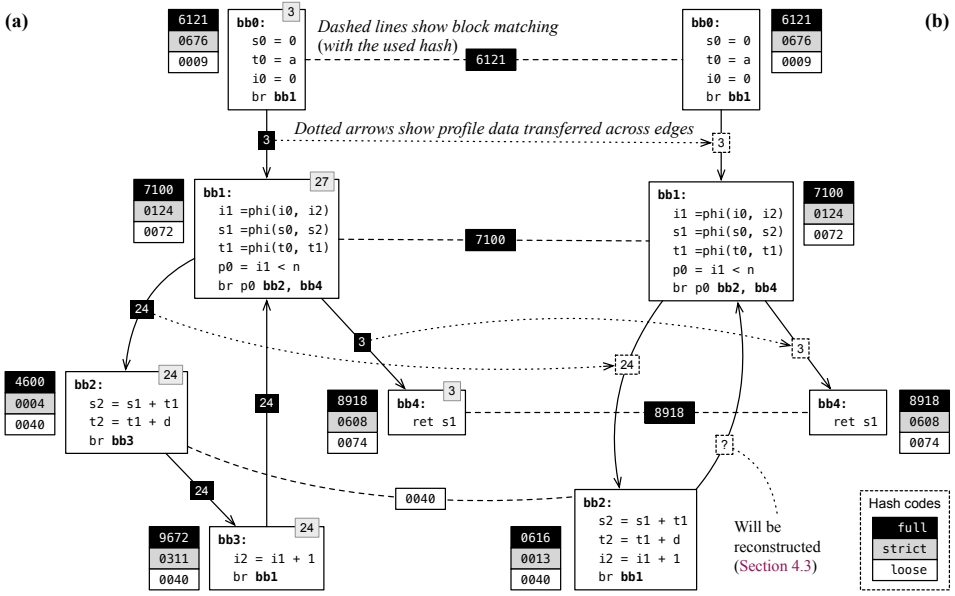 (a)
6121
0676
0009
3
bb0:
s0 = 0
t0 = a
i0 = 0
br bb1
Dashed lines show block matching
(with the used hash)
6121
bb0:
s0 = 0
t0 = a
i0 = 0
br bb1
6121
0676
0009
(b)
3
Dotted arrows show profile data transferred across edges
3
7100
0124
0072
27
bb1:
i1 =phi(i0, i2)
s1 =phi(s0, s2)
t1 =phi(t0, t1)
p0 = i1 < n
br p0 bb2, bb4
7100
bb1:
i1 =phi(i0, i2)
s1 =phi(s0, s2)
t1 =phi(t0, t1)
p0 = i1 < n
br p0 bb2, bb4
7100
0124
0072
24
3
3
24
4600
0004
0040
24
bb2:
s2 = s1 + t1
t2 = t1 + d
br bb3
24
8918
0608
0074
3
bb4:
ret s1
8918
bb4:
ret s1
8918
0608
0074
?
24
0040
9672
0311
0040
24
bb3:
i2 = i1 + 1
br bb1
0616
0013
0040
bb2:
s2 = s1 + t1
t2 = t1 + d
i2 = i1 + 1
br bb1
Will be
reconstructed
(Section 4.3)
Hash codes
full
strict
loose